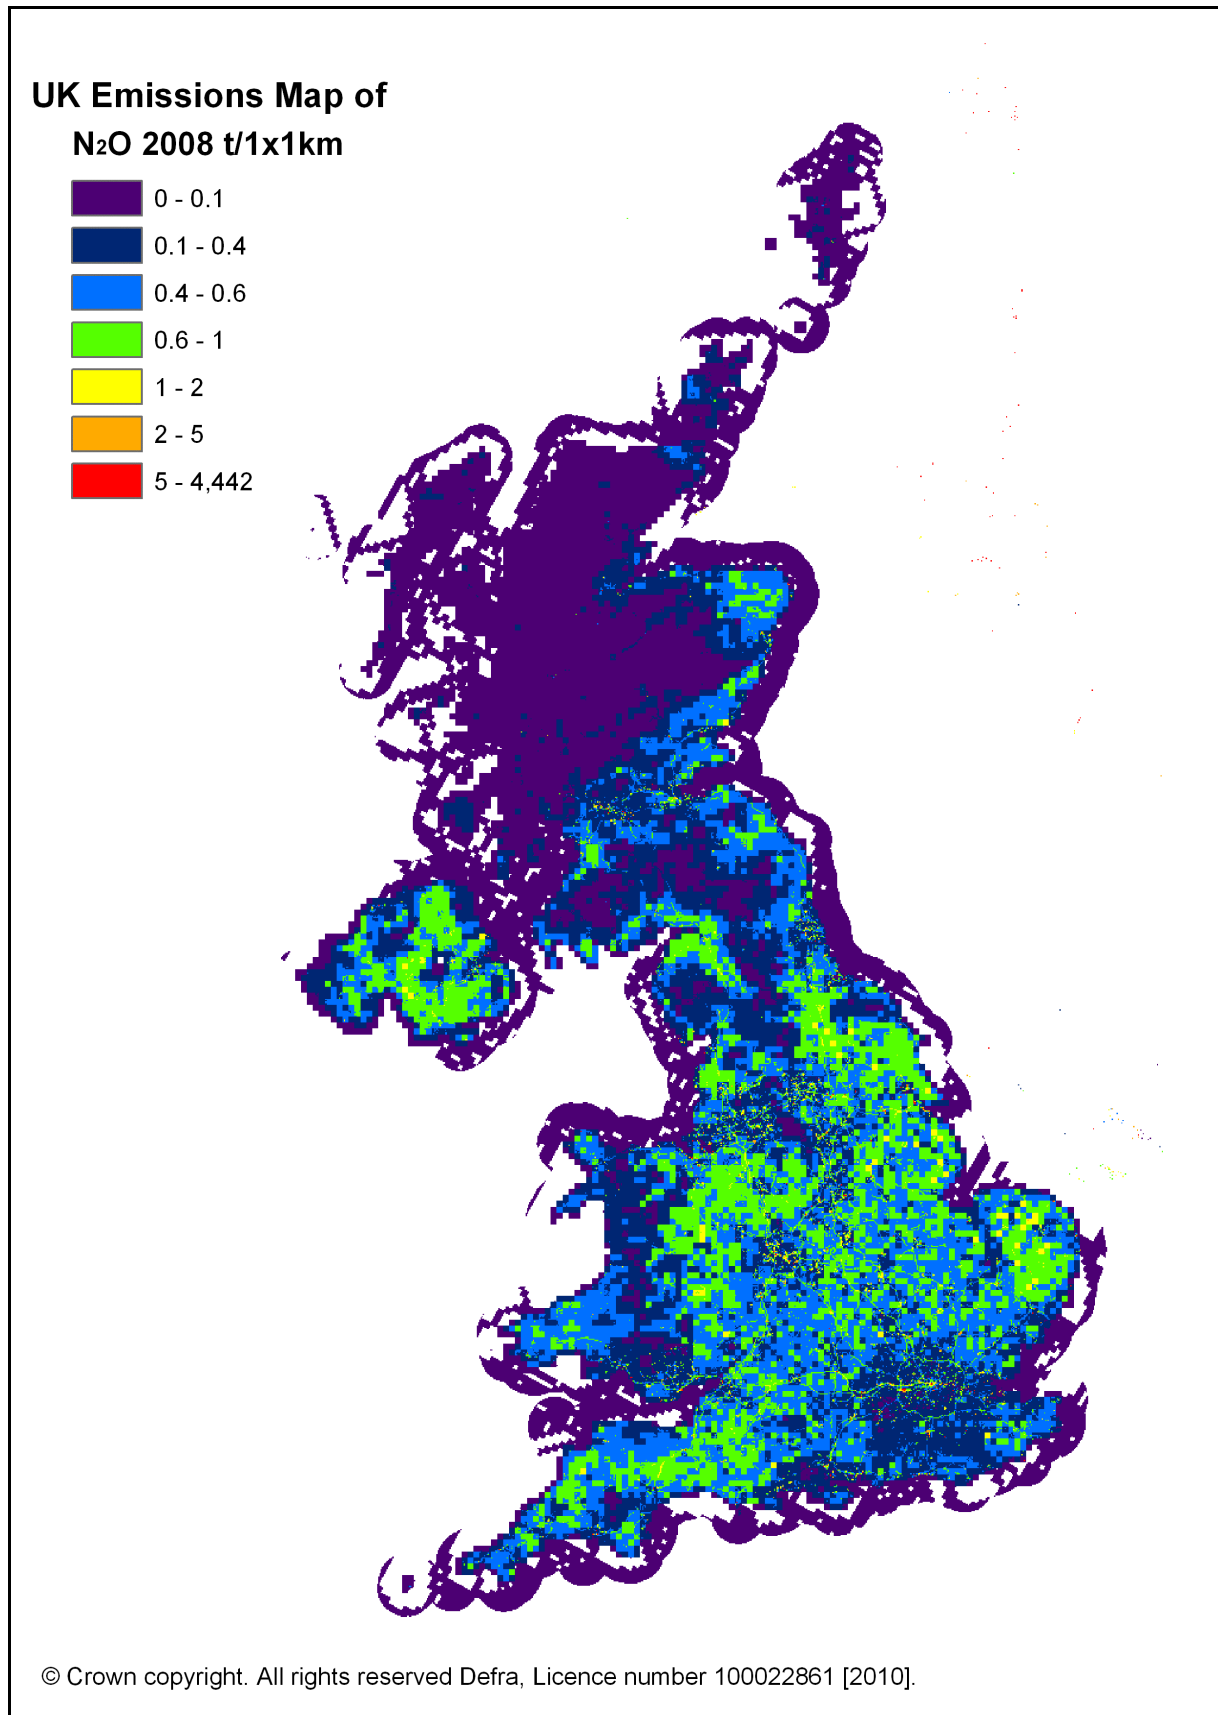 UK Emissions Map of
N₂O 2008 t/1x1km
0 - 0.1
0.1 - 0.4
0.4 - 0.6
0.6 - 1
1 - 2
2 - 5
5 - 4,442
© Crown copyright. All rights reserved Defra, Licence number 100022861 [2010].